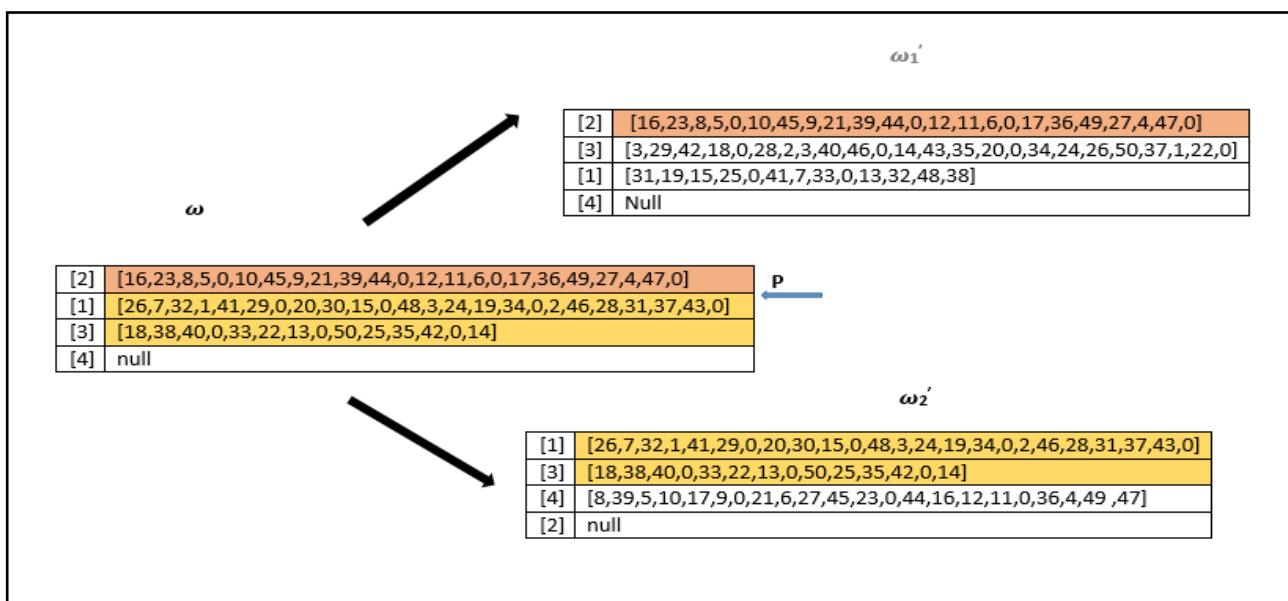 ω₁′
[2] [16,23,8,5,0,10,45,9,21,39,44,0,12,11,6,0,17,36,49,27,4,47,0]
[3] [3,29,42,18,0,28,2,3,40,46,0,14,43,35,20,0,34,24,26,50,37,1,22,0]
[1] [31,19,15,25,0,41,7,33,0,13,32,48,38]
[4] Null
ω
[2] [16,23,8,5,0,10,45,9,21,39,44,0,12,11,6,0,17,36,49,27,4,47,0]
P
[1] [26,7,32,1,41,29,0,20,30,15,0,48,3,24,19,34,0,2,46,28,31,37,43,0]
[3] [18,38,40,0,33,22,13,0,50,25,35,42,0,14]
[4] null
ω₂′
[1] [26,7,32,1,41,29,0,20,30,15,0,48,3,24,19,34,0,2,46,28,31,37,43,0]
[3] [18,38,40,0,33,22,13,0,50,25,35,42,0,14]
[4] [8,39,5,10,17,9,0,21,6,27,45,23,0,44,16,12,11,0,36,4,49 ,47]
[2] null